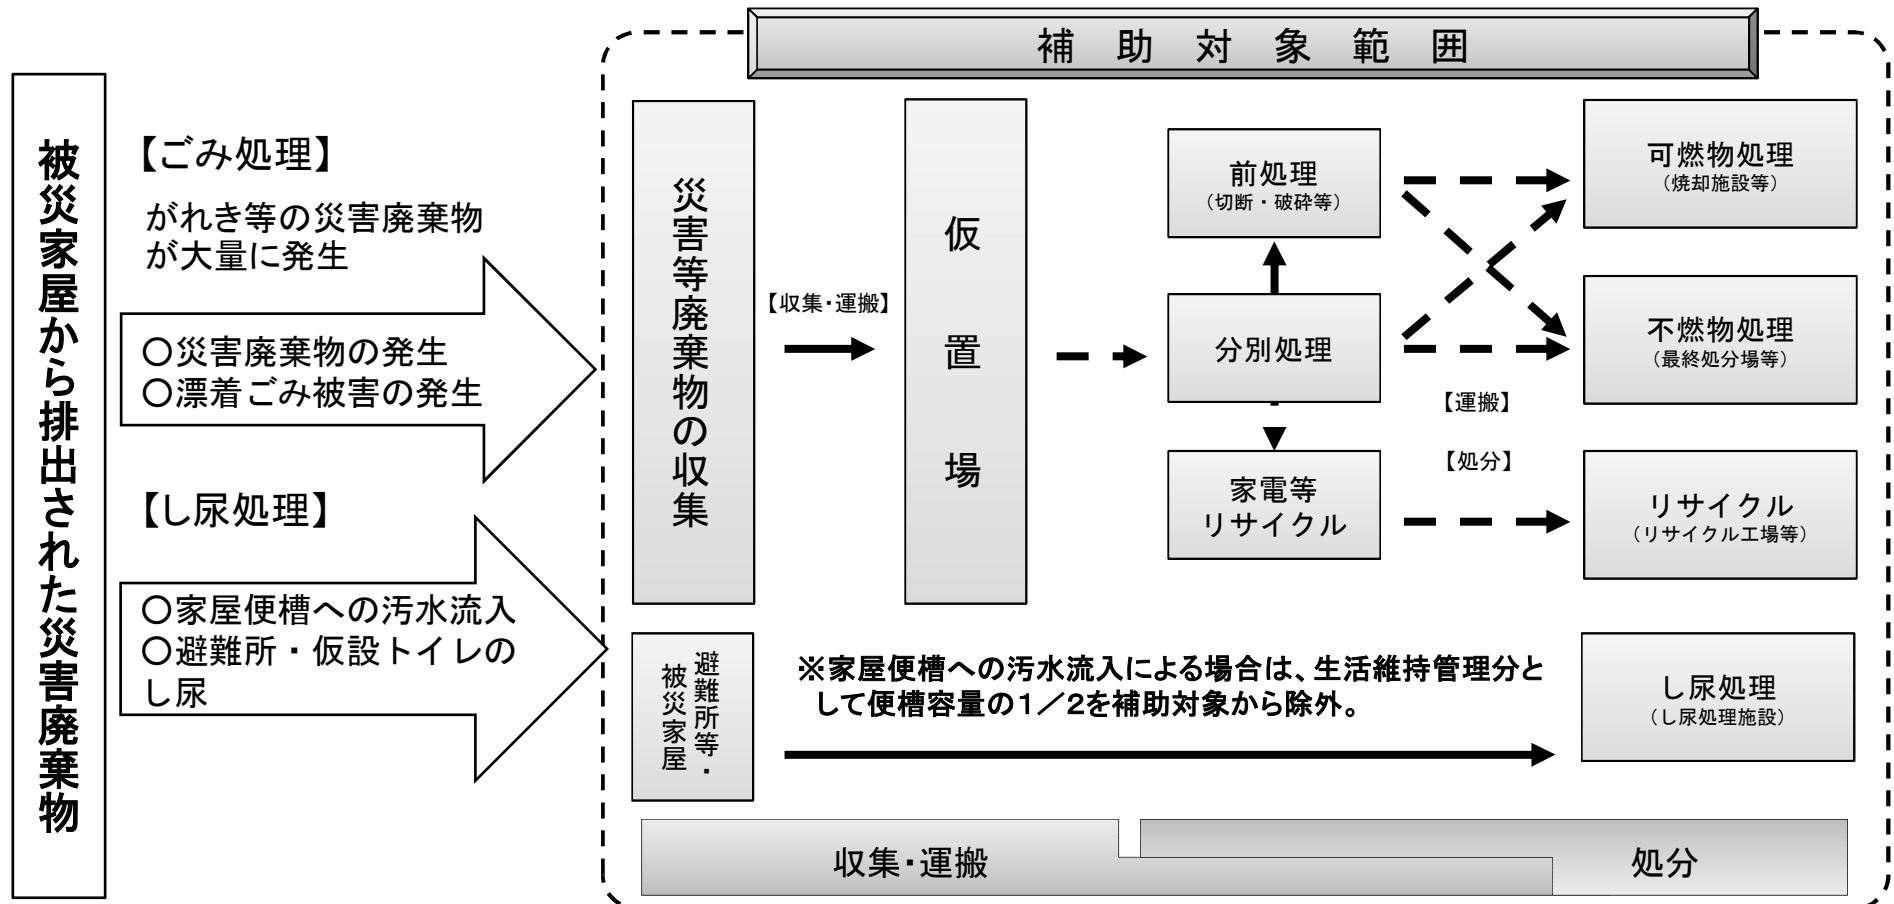 補助対象範囲
被災家屋から排出された災害廃棄物
【ごみ処理】
がれき等の災害廃棄物
が大量に発生
〇災害廃棄物の発生
〇漂着ごみ被害の発生
【し尿処理】
〇家屋便槽への汚水流入
〇避難所・仮設トイレの
し尿
災害等廃棄物の収集
【収集・運搬】
仮置場
前処理
（切断・破砕等）
分別処理
家電等
リサイクル
【運搬】
【処分】
可燃物処理
（焼却施設等）
不燃物処理
（最終処分場等）
リサイクル
（リサイクル工場等）
避難所等・
被災家屋
※家屋便槽への汚水流入による場合は、生活維持管理分と
して便槽容量の１／２を補助対象から除外。
し尿処理
（し尿処理施設）
収集・運搬
処分